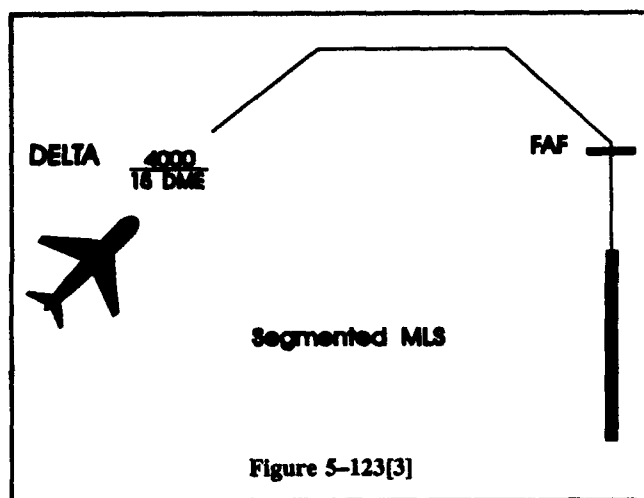 DELTA
4000
16 DME
FAF
Segmented MLS
Figure 5-123[3]